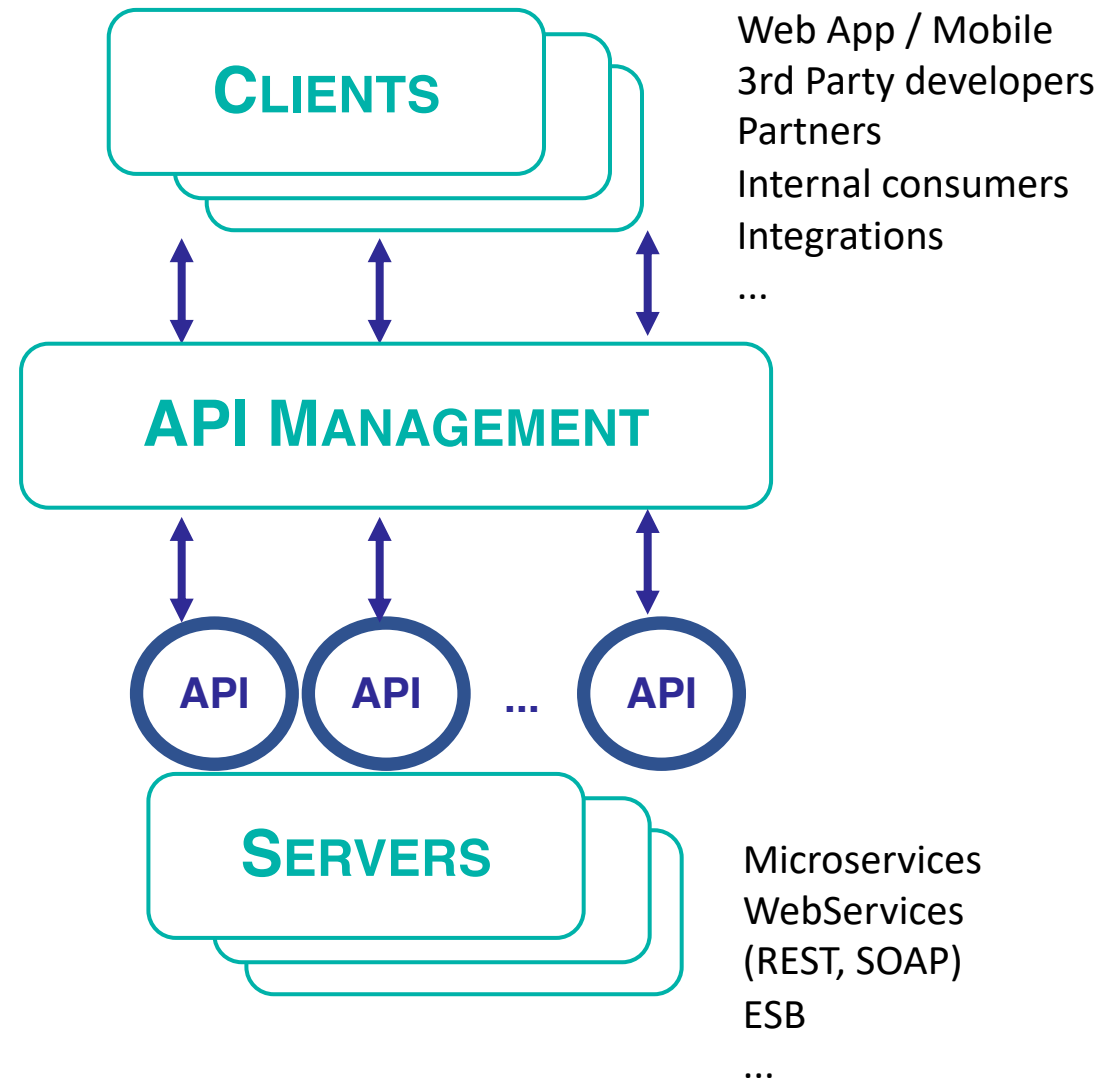 CLIENTS
Web App / Mobile
3rd Party developers
Partners
Internal consumers
Integrations
...
API MANAGEMENT
API
API
...
API
SERVERS
Microservices
WebServices
(REST, SOAP)
ESB
...